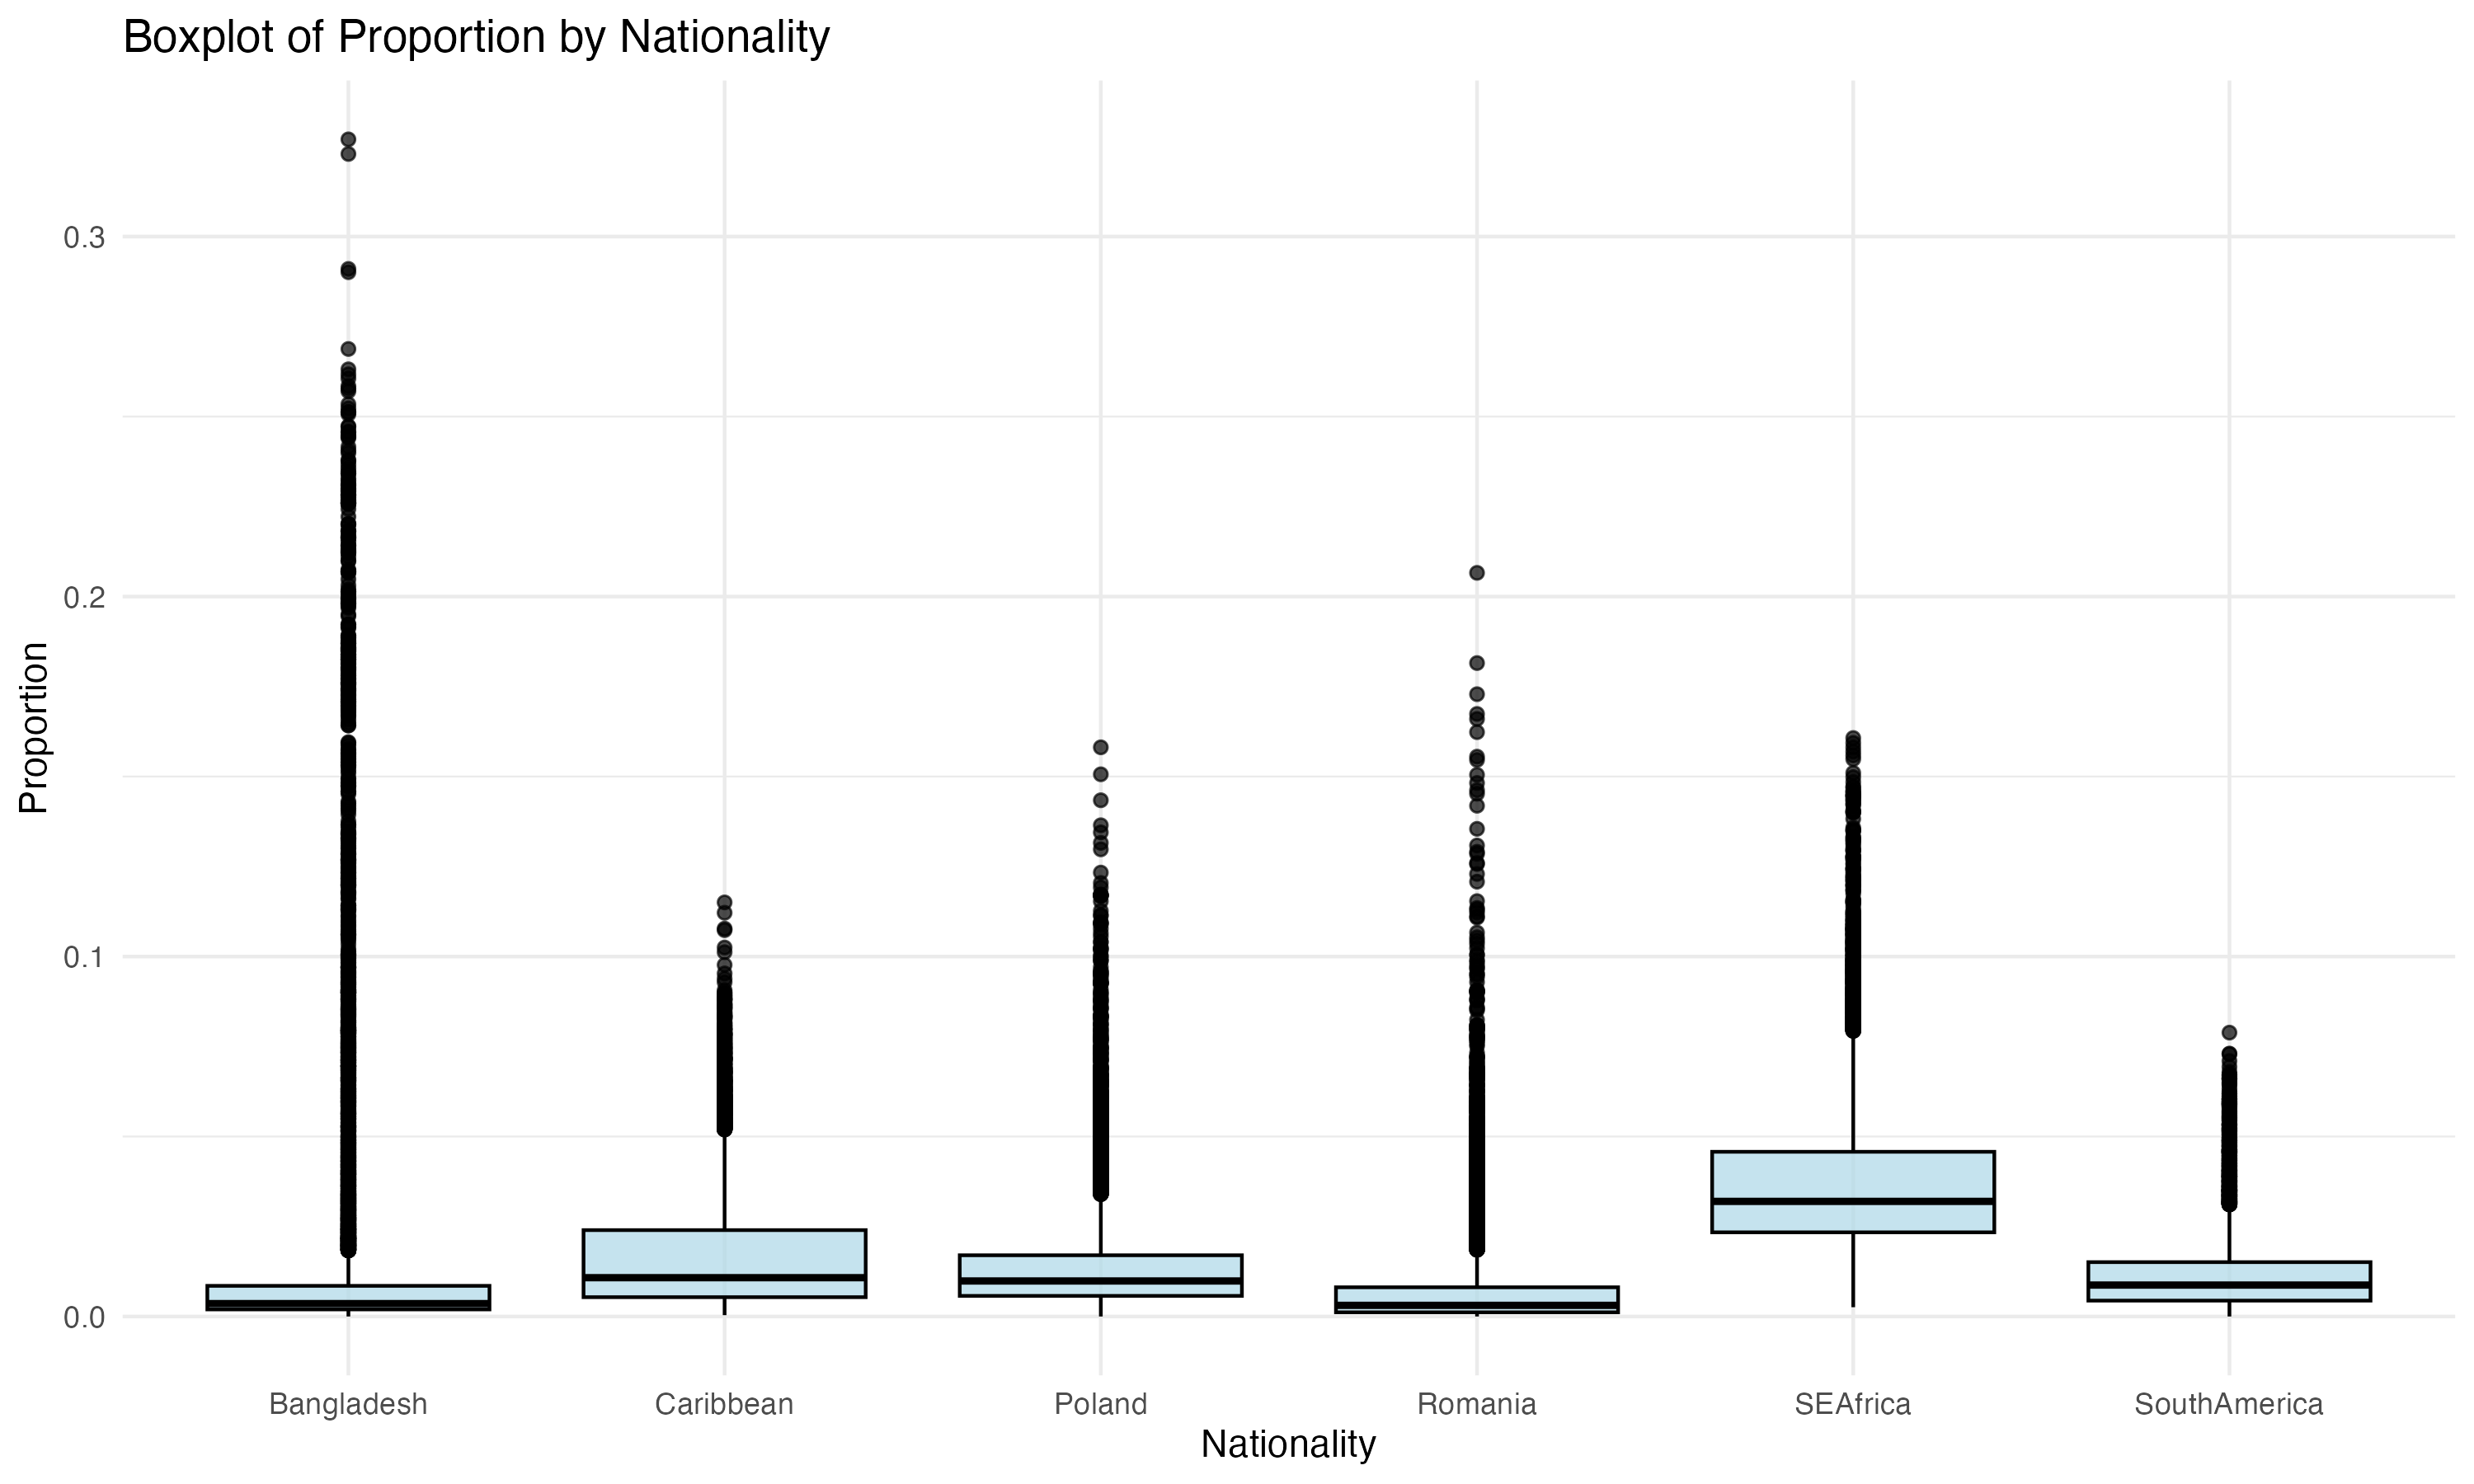 Boxplot of Proportion by Nationality
Proportion
0.3
0.2
0.1
0.0
Bangladesh Caribbean Poland Romania SEAfrica SouthAmerica
Nationality